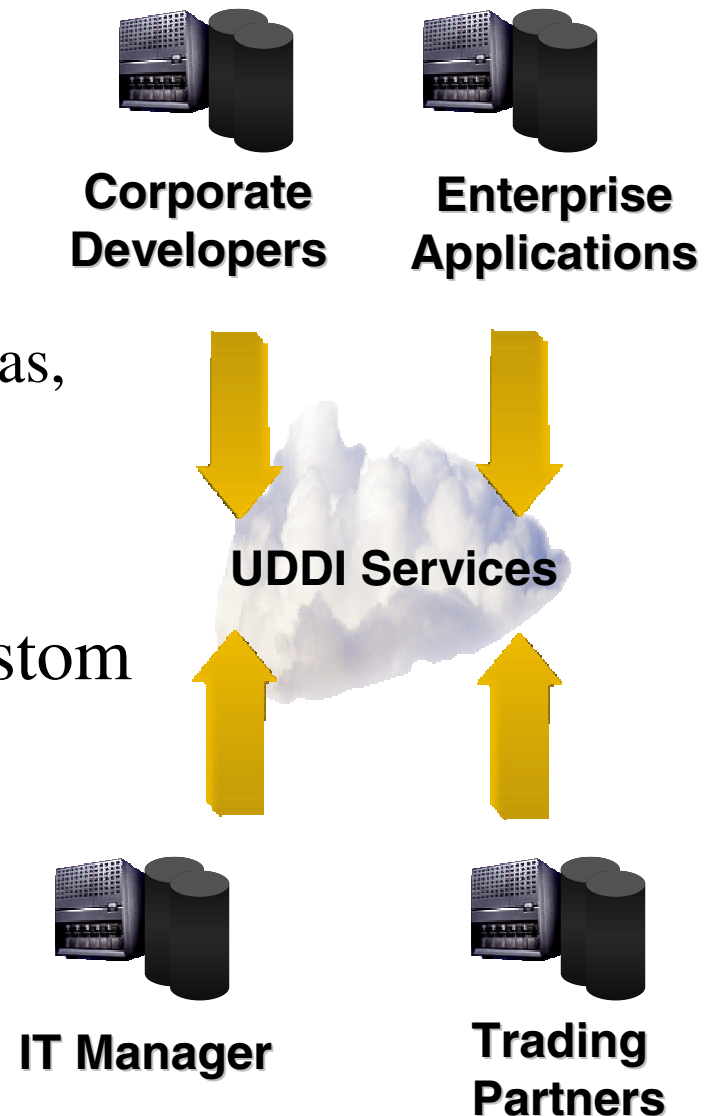 Corporate
Developers
Enterprise
Applications
as,
UDDI Services
stom
IT Manager
Trading
Partners